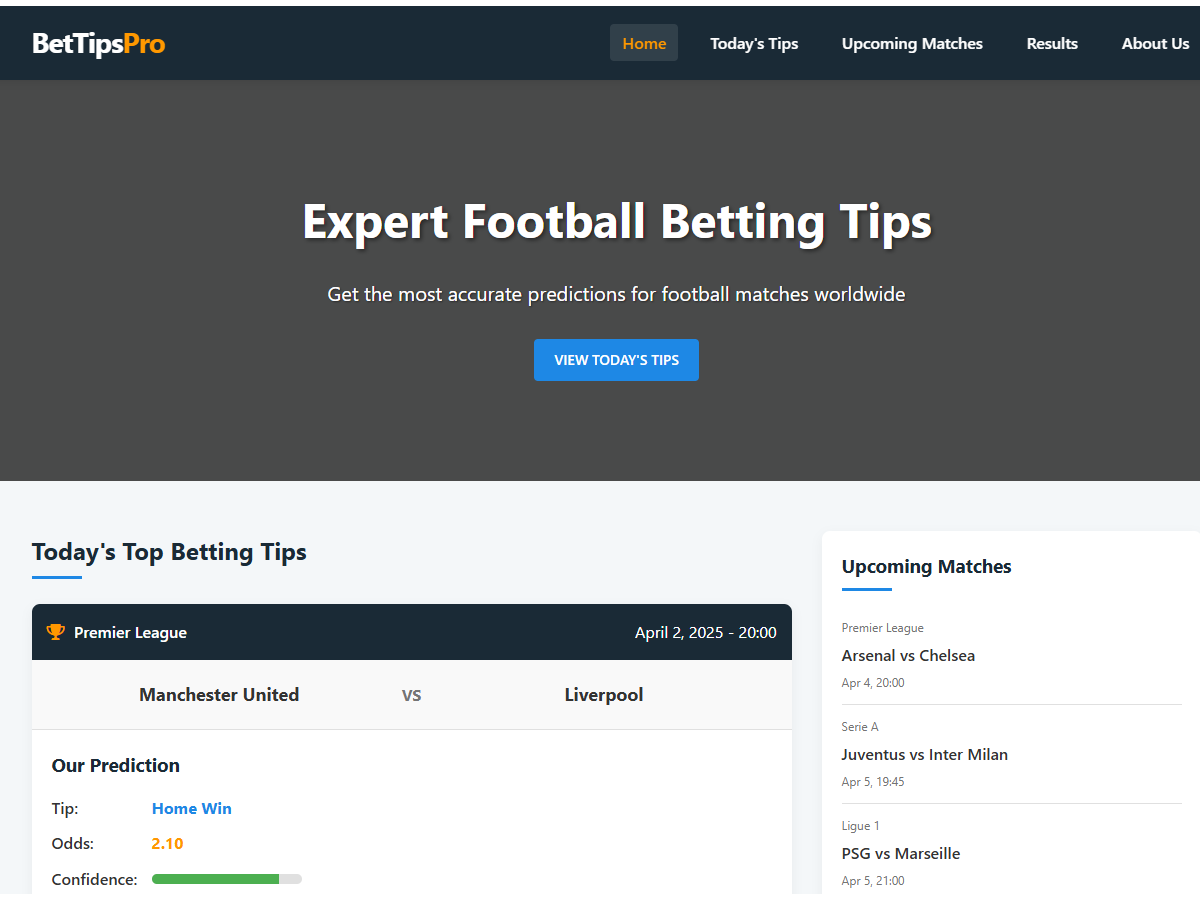 BetTipsPro
Home Today's Tips Upcoming Matches Results About Us
Expert Football Betting Tips
Get the most accurate predictions for football matches worldwide
VIEW TODAY'S TIPS
Today's Top Betting Tips
Premier League April 2, 2025 - 20:00
Manchester United VS Liverpool
Our Prediction
Tip: Home Win
Odds: 2.10
Confidence:
Upcoming Matches
Premier League
Arsenal vs Chelsea
Apr 4, 20:00
Serie A
Juventus vs Inter Milan
Apr 5, 19:45
Ligue 1
PSG vs Marseille
Apr 5, 21:00